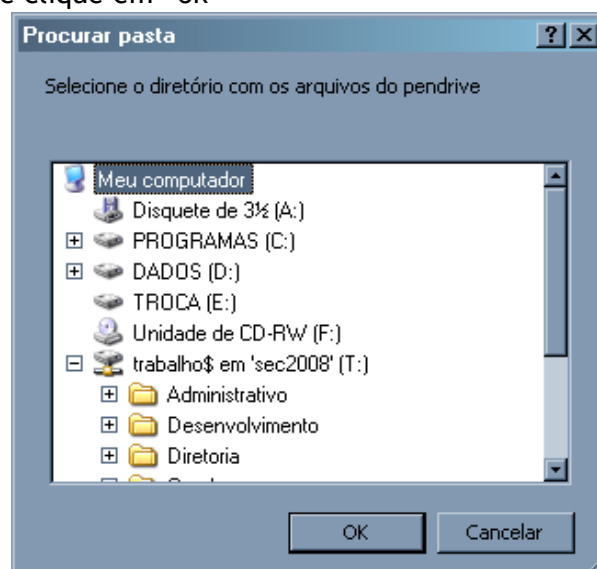 e clique em "ok"
Procurar pasta
Selecione o diretório com os arquivos do pendrive
Meu computador
Disquete de 3½ (A:)
PROGRAMAS (C:)
DADOS (D:)
TROCA (E:)
Unidade de CD-RW (F:)
trabalho$ em 'sec2008' (T:)
Administrativo
Desenvolvimento
Diretoria
OK
Cancelar